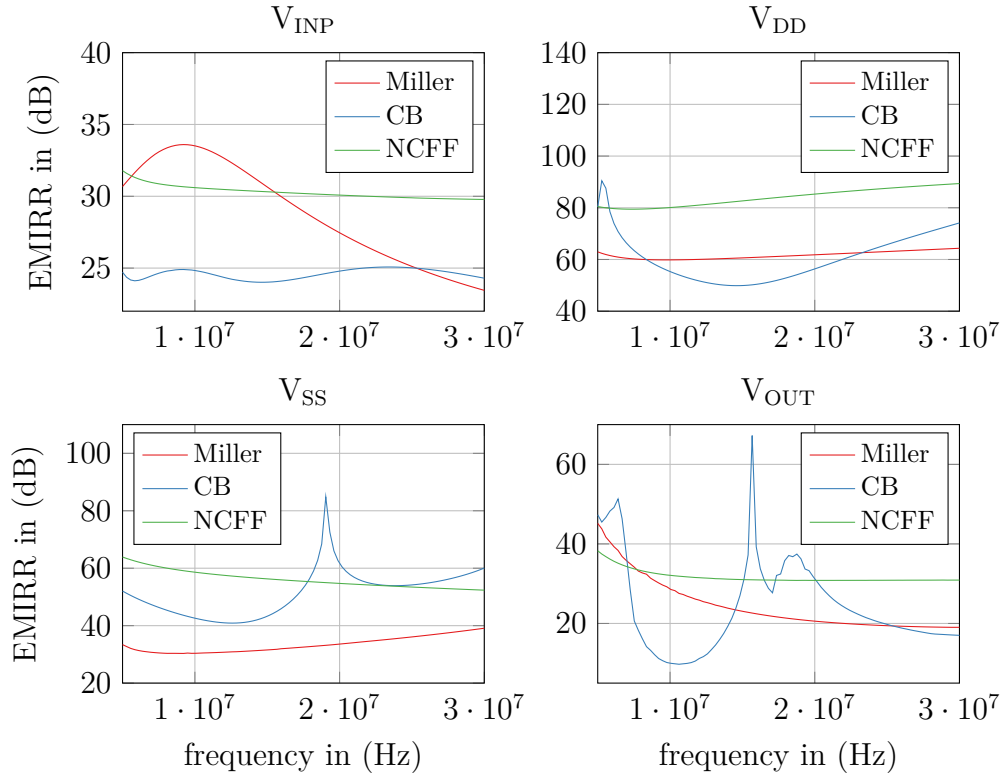 V_INP
EMIRR in (dB)
40
35
30
25
Miller
CB
NCFF
1 · 10^7
2 · 10^7
3 · 10^7
V_DD
140
120
100
80
60
40
Miller
CB
NCFF
1 · 10^7
2 · 10^7
3 · 10^7
V_SS
EMIRR in (dB)
100
80
60
40
20
Miller
CB
NCFF
1 · 10^7
2 · 10^7
3 · 10^7
frequency in (Hz)
V_OUT
60
40
20
Miller
CB
NCFF
1 · 10^7
2 · 10^7
3 · 10^7
frequency in (Hz)